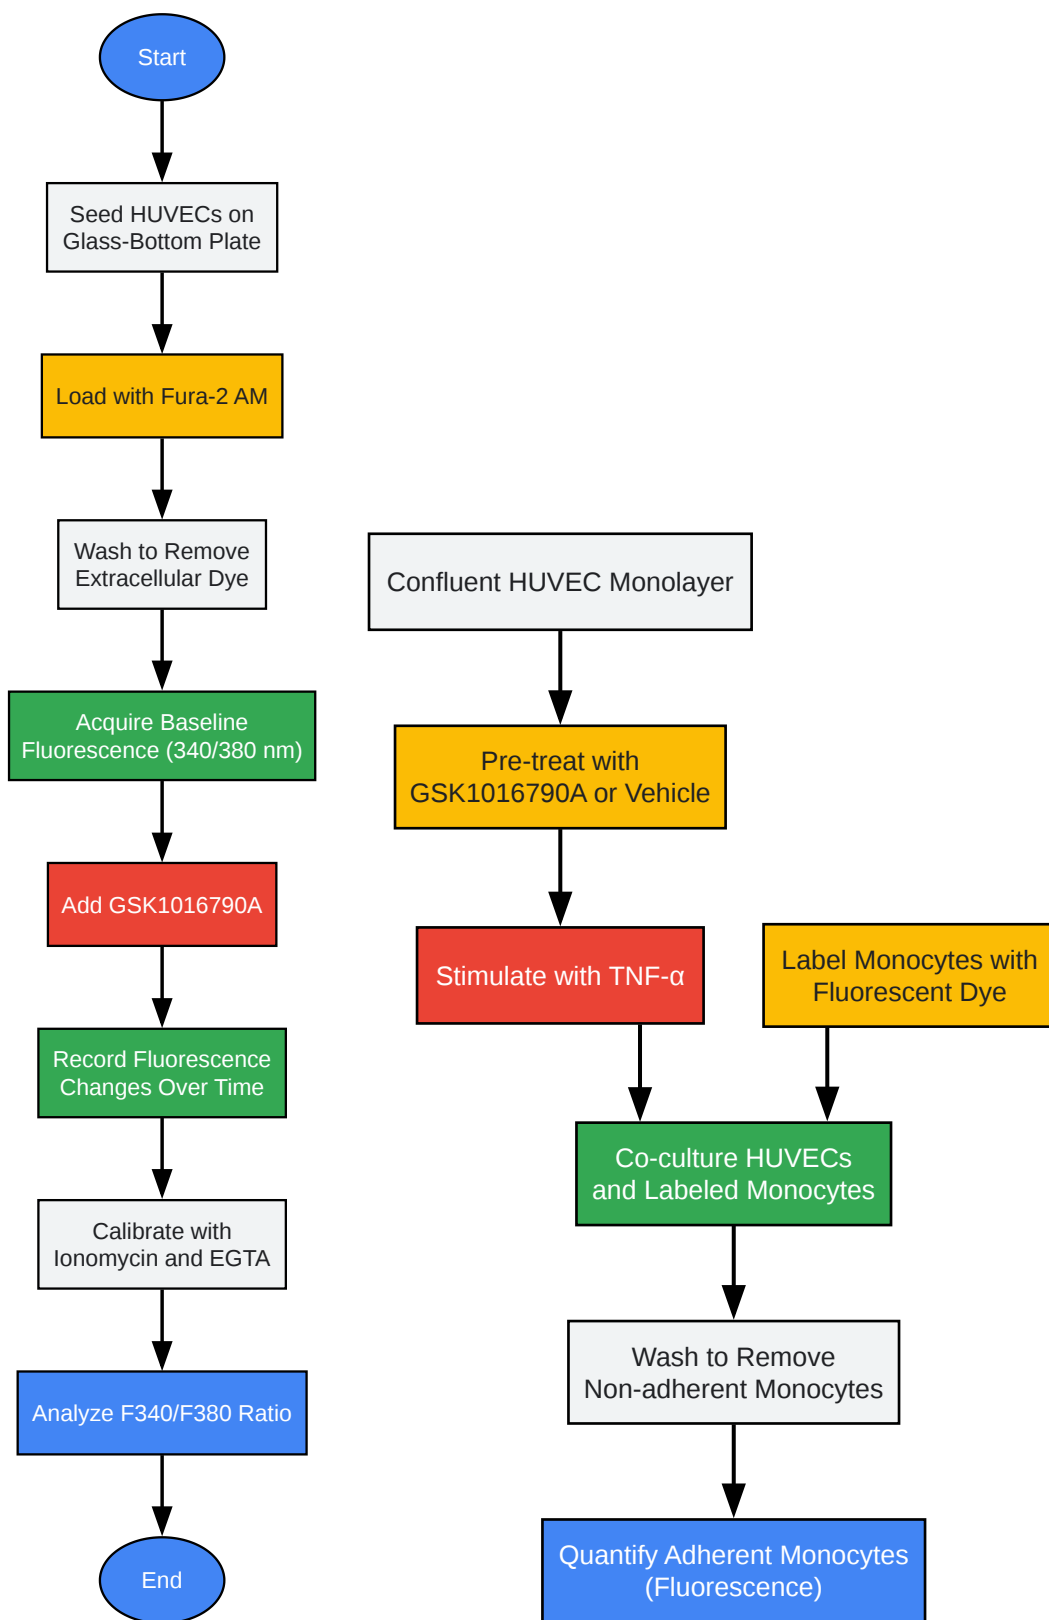 Start
Seed HUVECs on
Glass-Bottom Plate
Load with Fura-2 AM
Wash to Remove
Extracellular Dye
Acquire Baseline
Fluorescence (340/380 nm)
Add GSK1016790A
Record Fluorescence
Changes Over Time
Calibrate with
Ionomycin and EGTA
Analyze F340/F380 Ratio
End
Confluent HUVEC Monolayer
Pre-treat with
GSK1016790A or Vehicle
Stimulate with TNF-α
Label Monocytes with
Fluorescent Dye
Co-culture HUVECs
and Labeled Monocytes
Wash to Remove
Non-adherent Monocytes
Quantify Adherent Monocytes
(Fluorescence)